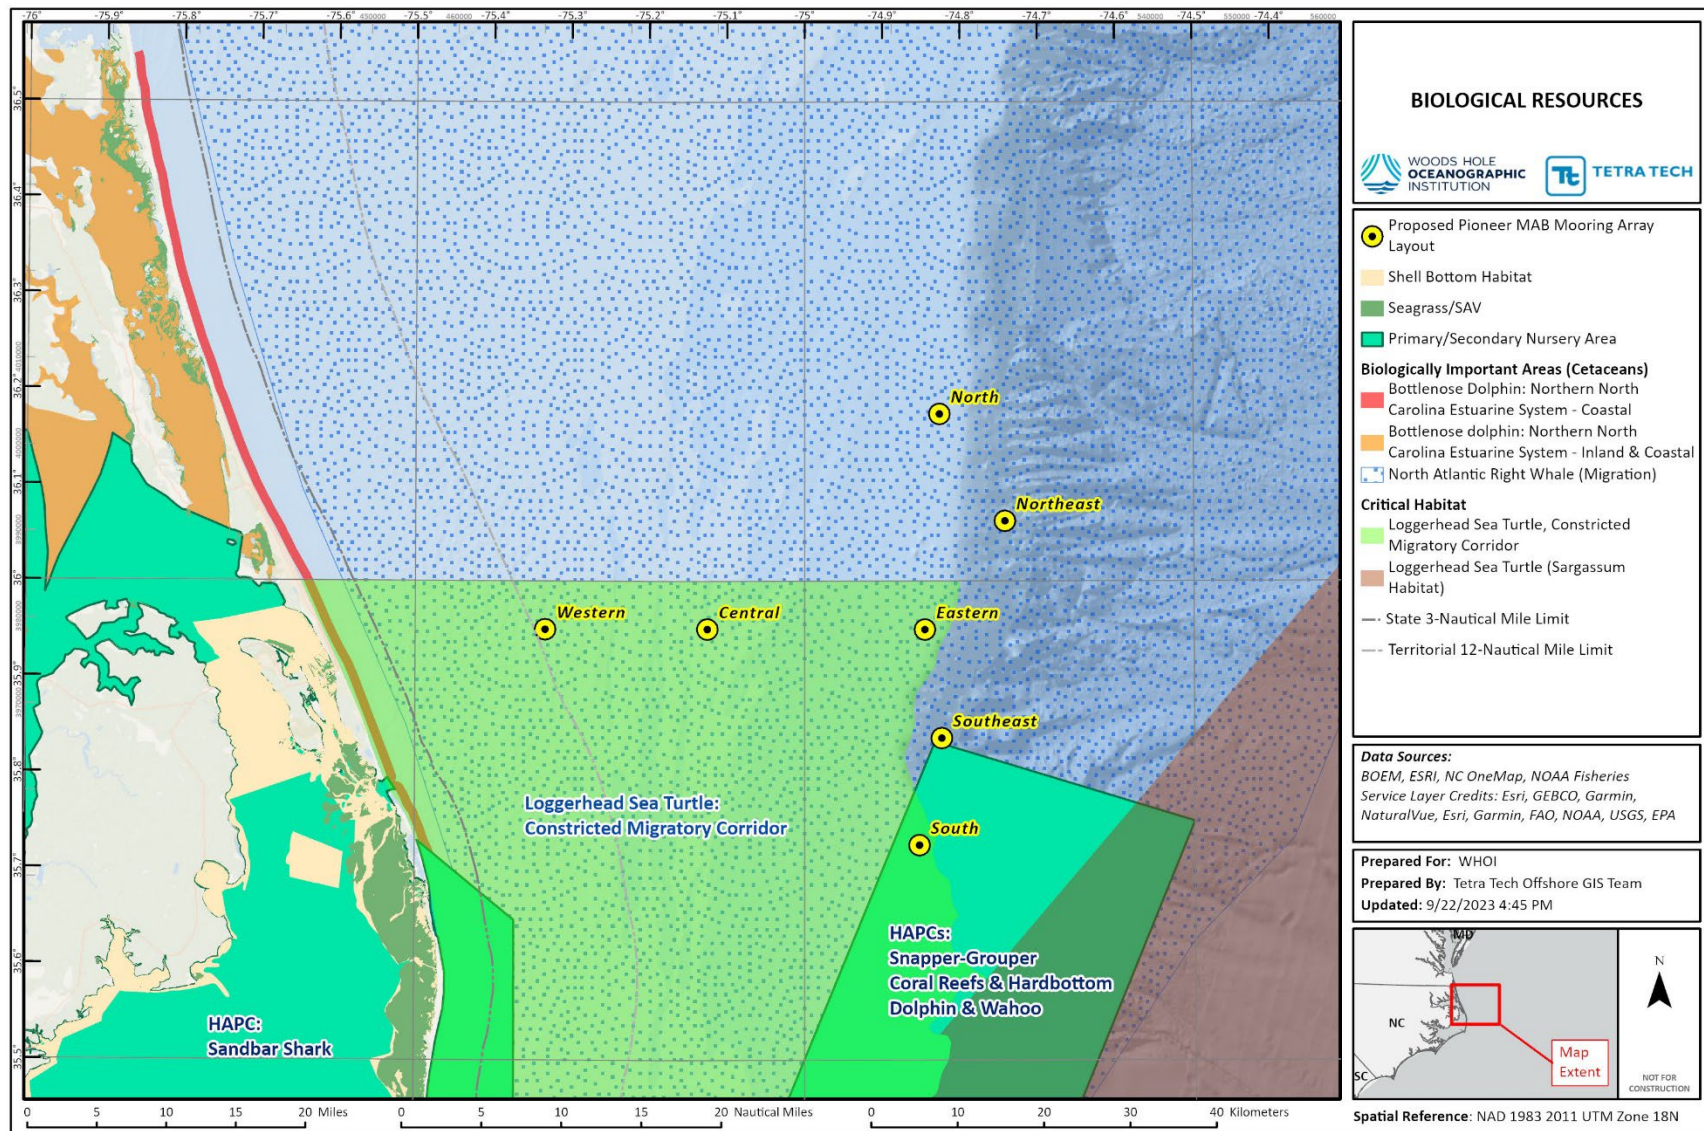 -76° -75.9° -75.8° -75.7° -75.6° 450000 460000 -75.4° -75.3° -75.2° -75.1° -75° -74.9° -74.8° -74.7° -74.6° 540000 -74.5° 550000 -74.4° 560000
36.5°
36.4°
36.3°
4010000
36.2°
4000000
36.1°
3990000
36°
3980000
35.9°
3970000
35.8°
35.7°
35.6°
35.5°
North
Northeast
Western
Central
Eastern
Southeast
South
Loggerhead Sea Turtle:
Constricted Migratory Corridor
HAPCs:
Snapper-Grouper
Coral Reefs & Hardbottom
Dolphin & Wahoo
HAPC:
Sandbar Shark
0 5 10 15 20 Miles
0 5 10 15 20 Nautical Miles
0 10 20 30 40 Kilometers
BIOLOGICAL RESOURCES
WOODS HOLE
OCEANOGRAPHIC
INSTITUTION
Tt TETRA TECH
Proposed Pioneer MAB Mooring Array
Layout
Shell Bottom Habitat
Seagrass/SAV
Primary/Secondary Nursery Area
Biologically Important Areas (Cetaceans)
Bottlenose Dolphin: Northern North
Carolina Estuarine System - Coastal
Bottlenose dolphin: Northern North
Carolina Estuarine System - Inland & Coastal
North Atlantic Right Whale (Migration)
Critical Habitat
Loggerhead Sea Turtle, Constricted
Migratory Corridor
Loggerhead Sea Turtle (Sargassum
Habitat)
State 3-Nautical Mile Limit
Territorial 12-Nautical Mile Limit
Data Sources:
BOEM, ESRI, NC OneMap, NOAA Fisheries
Service Layer Credits: Esri, GEBCO, Garmin,
NaturalVue, Esri, Garmin, FAO, NOAA, USGS, EPA
Prepared For: WHOI
Prepared By: Tetra Tech Offshore GIS Team
Updated: 9/22/2023 4:45 PM
MD
NC
SC
Map
Extent
N
NOT FOR
CONSTRUCTION
Spatial Reference: NAD 1983 2011 UTM Zone 18N